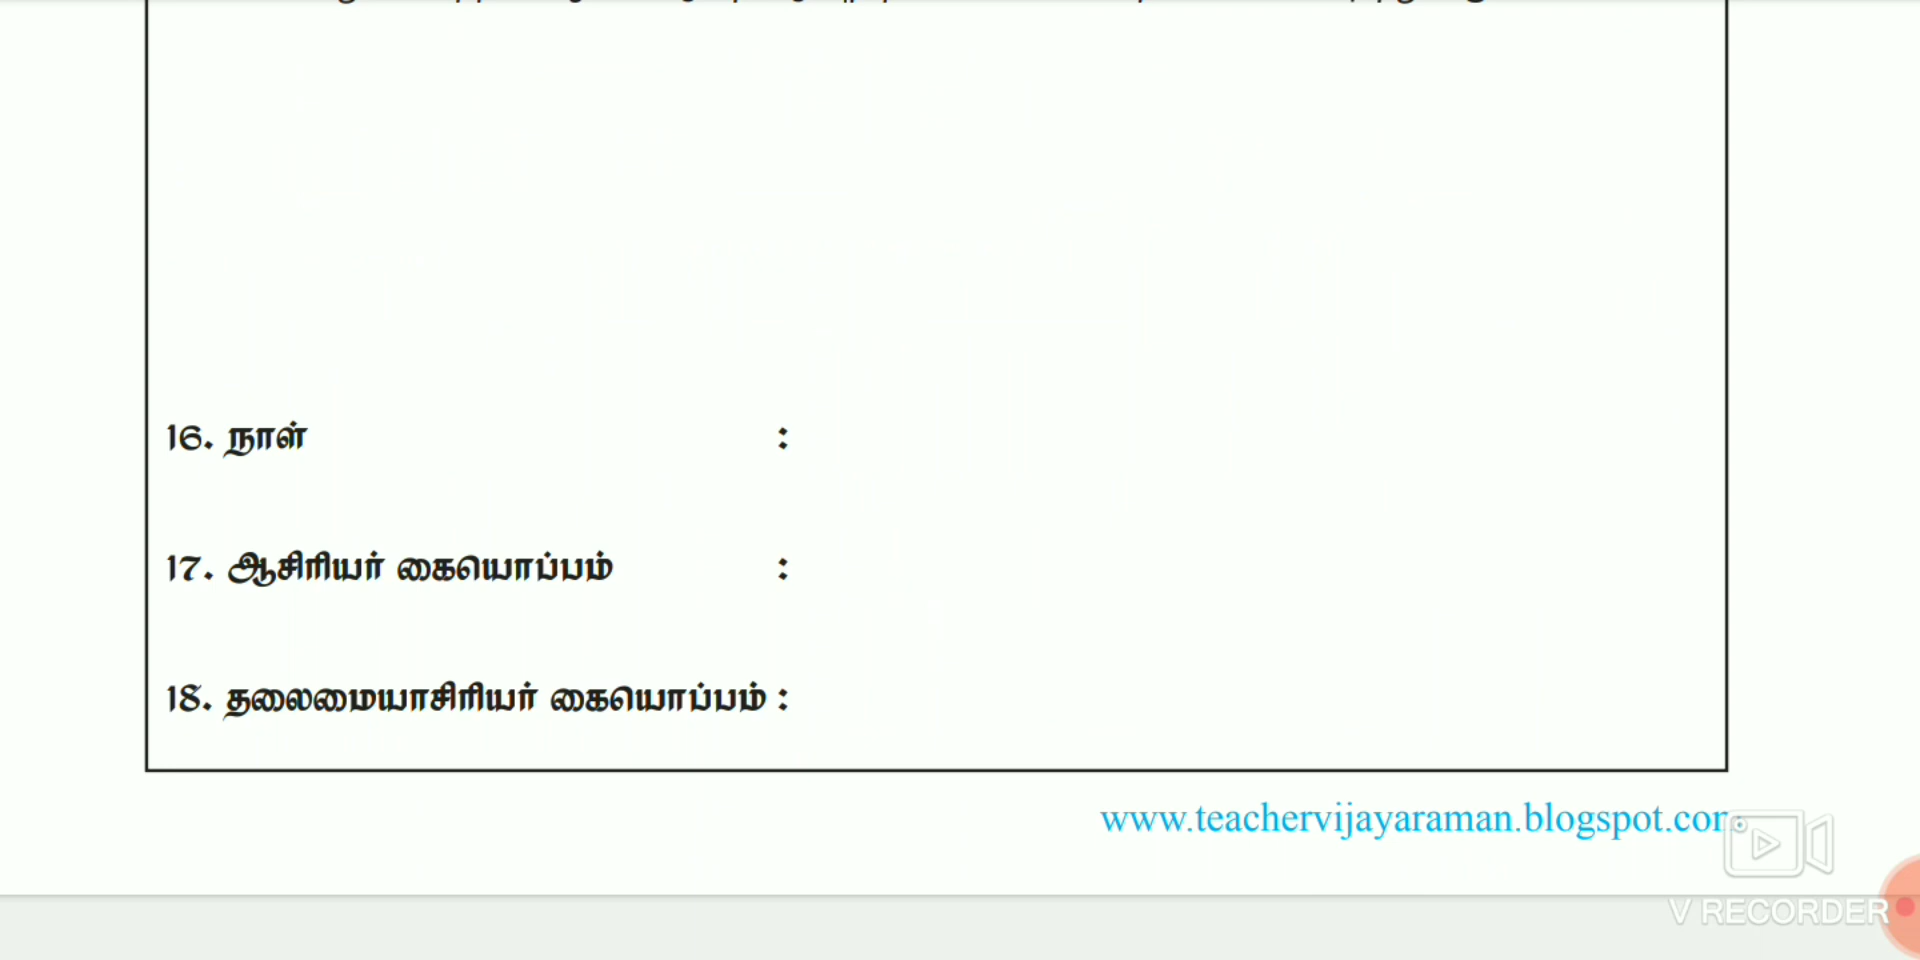 16. நாள் :
17. ஆசிரியர் கையொப்பம் :
18. தலைமையாசிரியர் கையொப்பம் :
www.teachervijayaraman.blogspot.com
V RECORDER